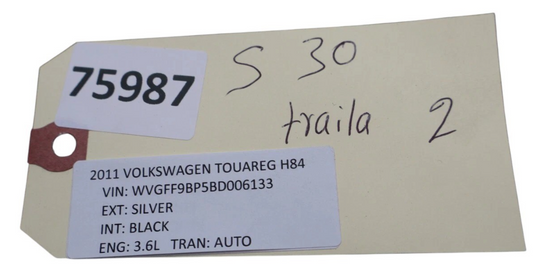 75987
S 30
traila 2
2011 VOLKSWAGEN TOUAREG H84
VIN: WVGFF9BP5BD006133
EXT: SILVER
INT: BLACK
ENG: 3.6L TRAN: AUTO